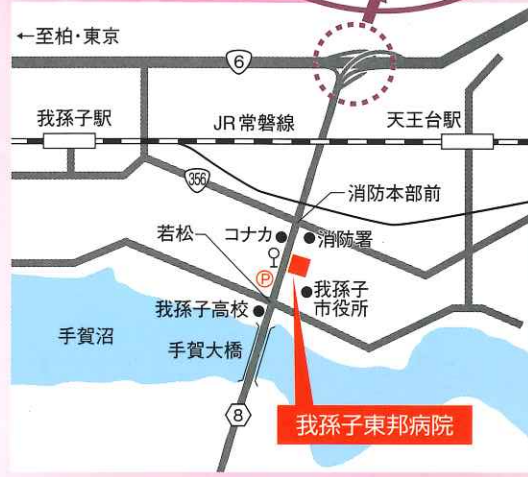 ←至柏・東京
6
我孫子駅
JR常磐線
天王台駅
356
消防本部前
若松
コナカ
消防署
P
我孫子
市役所
我孫子高校
手賀沼
手賀大橋
8
我孫子東邦病院